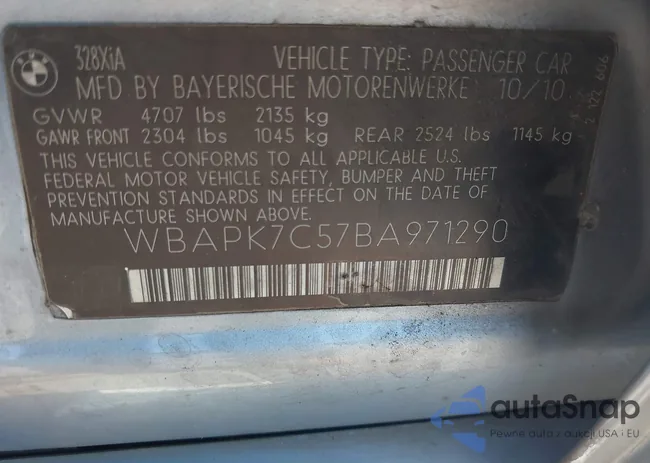 BMW
328XiA
VEHICLE TYPE: PASSENGER CAR
MFD BY BAYERISCHE MOTORENWERKE 10/10
GVWR 4707 lbs 2135 kg
GAWR FRONT 2304 lbs 1045 kg REAR 2524 lbs 1145 kg
THIS VEHICLE CONFORMS TO ALL APPLICABLE U.S.
FEDERAL MOTOR VEHICLE SAFETY, BUMPER AND THEFT
PREVENTION STANDARDS IN EFFECT ON THE DATE OF
MANUFACTURE SHOWN ABOVE
WBAPK7C57BA971290
autaSnap
Pewne auta z aukcji USA i EU